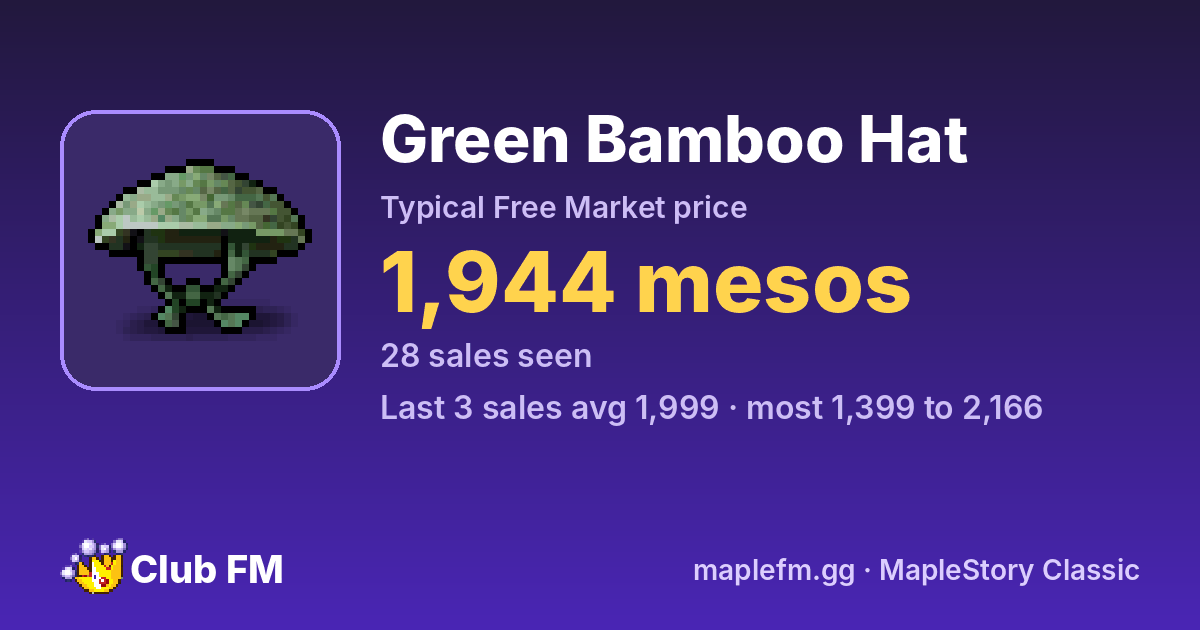 Green Bamboo Hat
Typical Free Market price
1,944 mesos
28 sales seen
Last 3 sales avg 1,999 · most 1,399 to 2,166
Club FM
maplefm.gg · MapleStory Classic